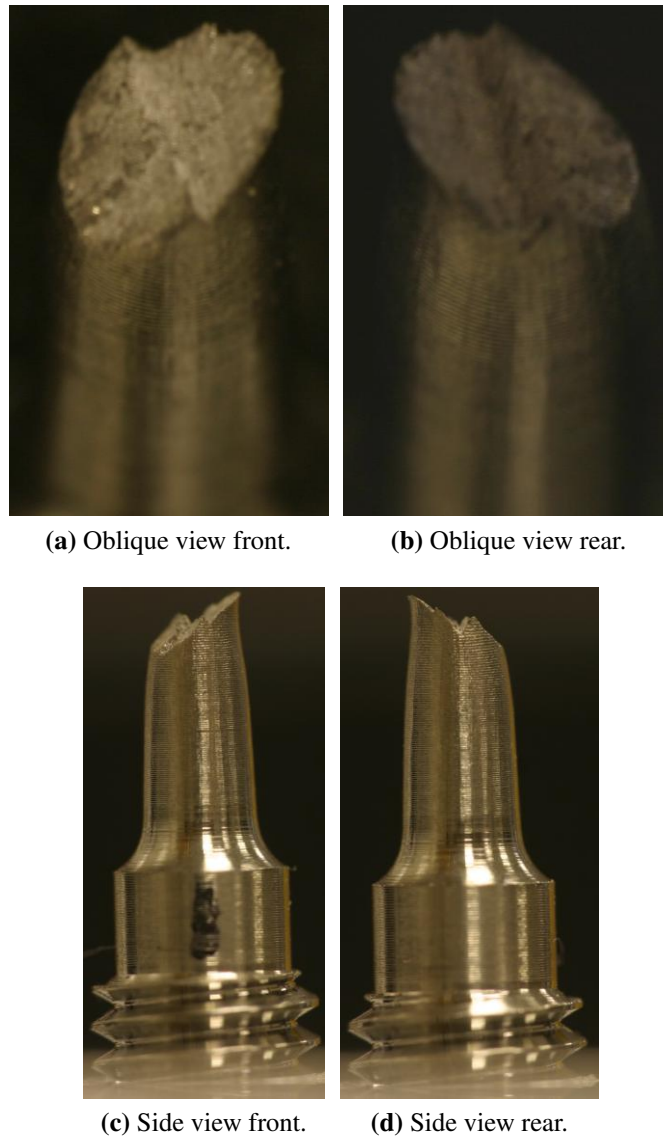 (a) Oblique view front.
(b) Oblique view rear.
(c) Side view front.
(d) Side view rear.